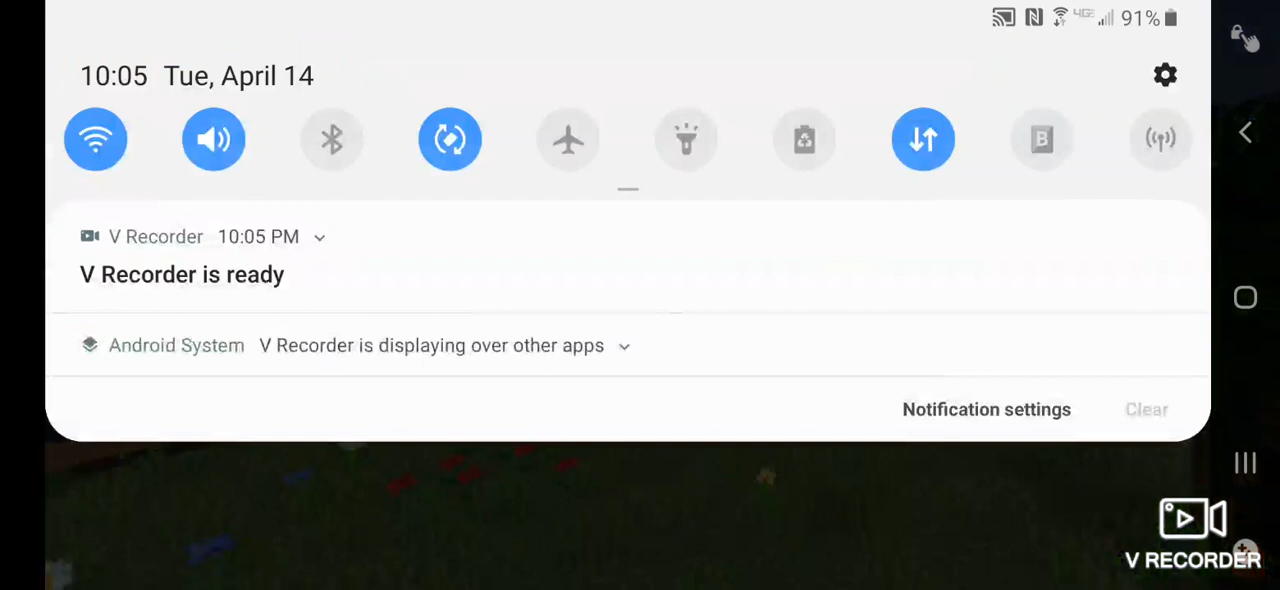 4GE 91%
10:05 Tue, April 14
B
V Recorder 10:05 PM
V Recorder is ready
Android System V Recorder is displaying over other apps
Notification settings Clear
V RECORDER